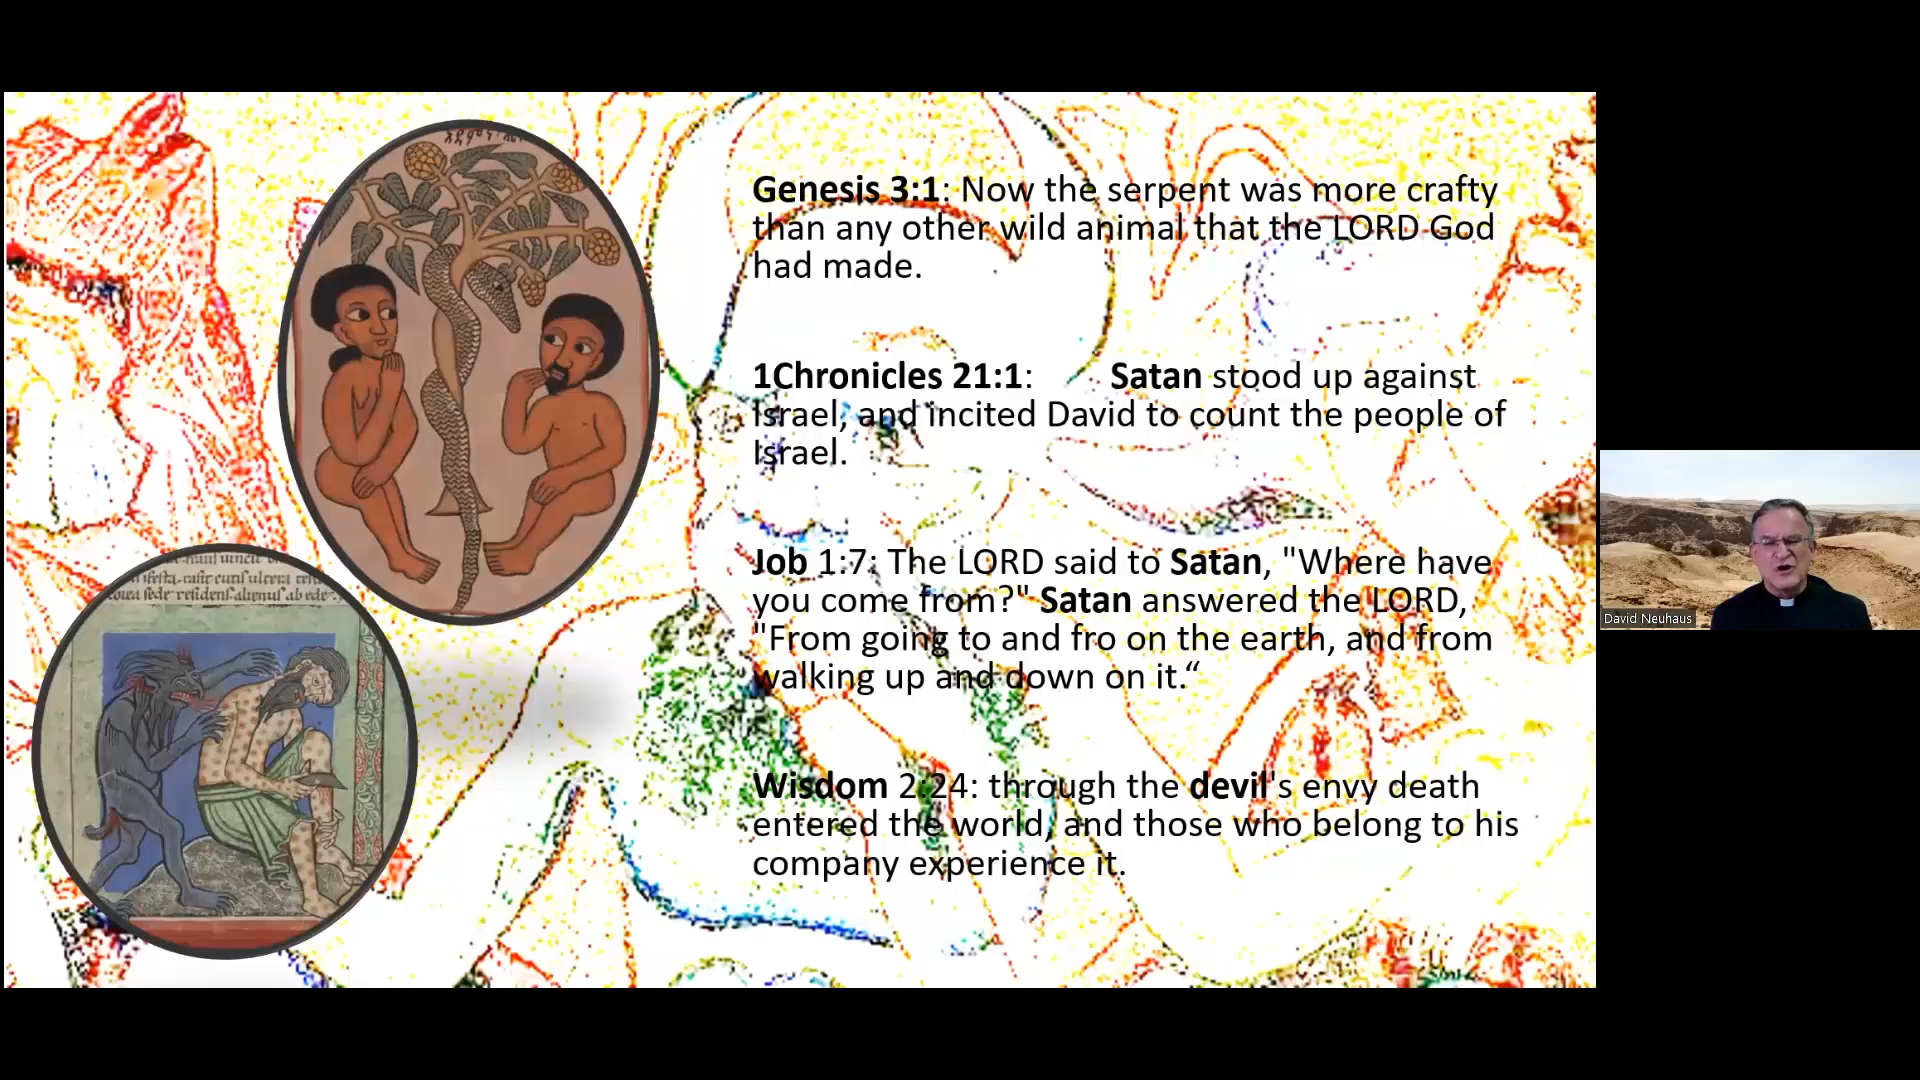 Genesis 3:1: Now the serpent was more crafty
than any other wild animal that the LORD God
had made.
1Chronicles 21:1: Satan stood up against
Israel, and incited David to count the people of
Israel.
Job 1:7: The LORD said to Satan, "Where have
you come from?" Satan answered the LORD,
"From going to and fro on the earth, and from
walking up and down on it.“
Wisdom 2:24: through the devil's envy death
entered the world, and those who belong to his
company experience it.
David Neuhaus